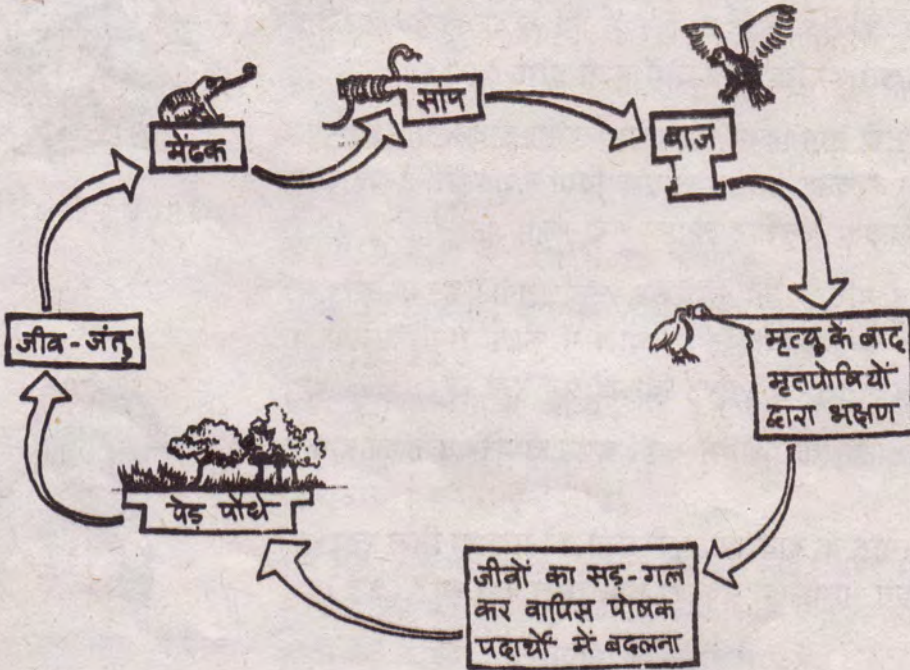 मेंढक
सांप
बाज
जीव-जंतु
मृत्यु के बाद
मृतपोषियों
द्वारा भक्षण
पेड़ पौधे
जीवों का सड़-गल
कर वापिस पोषक
पदार्थों में बदलना